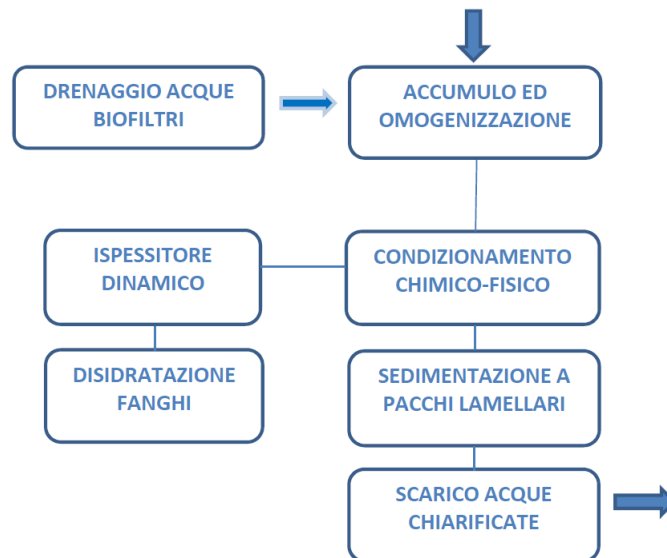 DRENAGGIO ACQUE
BIOFILTRI
ACCUMULO ED
OMOGENIZZAZIONE
ISPESSITORE
DINAMICO
CONDIZIONAMENTO
CHIMICO-FISICO
DISIDRATAZIONE
FANGHI
SEDIMENTAZIONE A
PACCHI LAMELLARI
SCARICO ACQUE
CHIARIFICATE